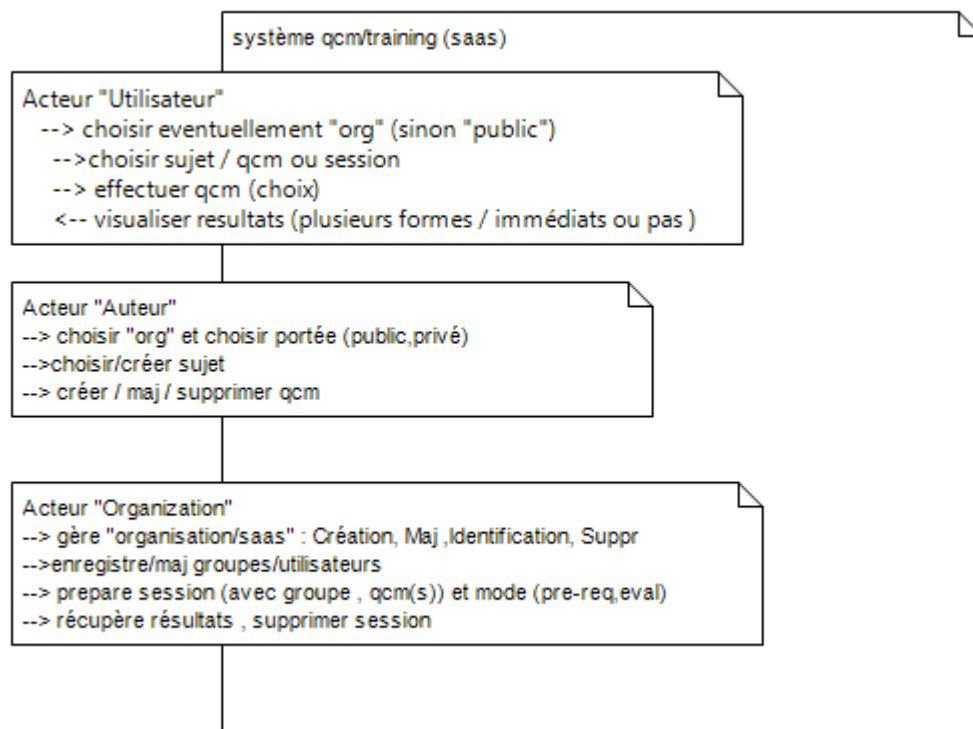 système qcm/training (saas)
Acteur "Utilisateur"
--> choisir eventuellement "org" (sinon "public")
-->choisir sujet / qcm ou session
--> effectuer qcm (choix)
<-- visualiser resultats (plusieurs formes / immédiats ou pas )
Acteur "Auteur"
--> choisir "org" et choisir portée (public,privé)
-->choisir/créer sujet
--> créer / maj / supprimer qcm
Acteur "Organization"
--> gère "organisation/saas" : Création, Maj ,Identification, Suppr
-->enregistre/maj groupes/utilisateurs
--> prepare session (avec groupe , qcm(s)) et mode (pre-req,eval)
--> récupère résultats , supprimer session